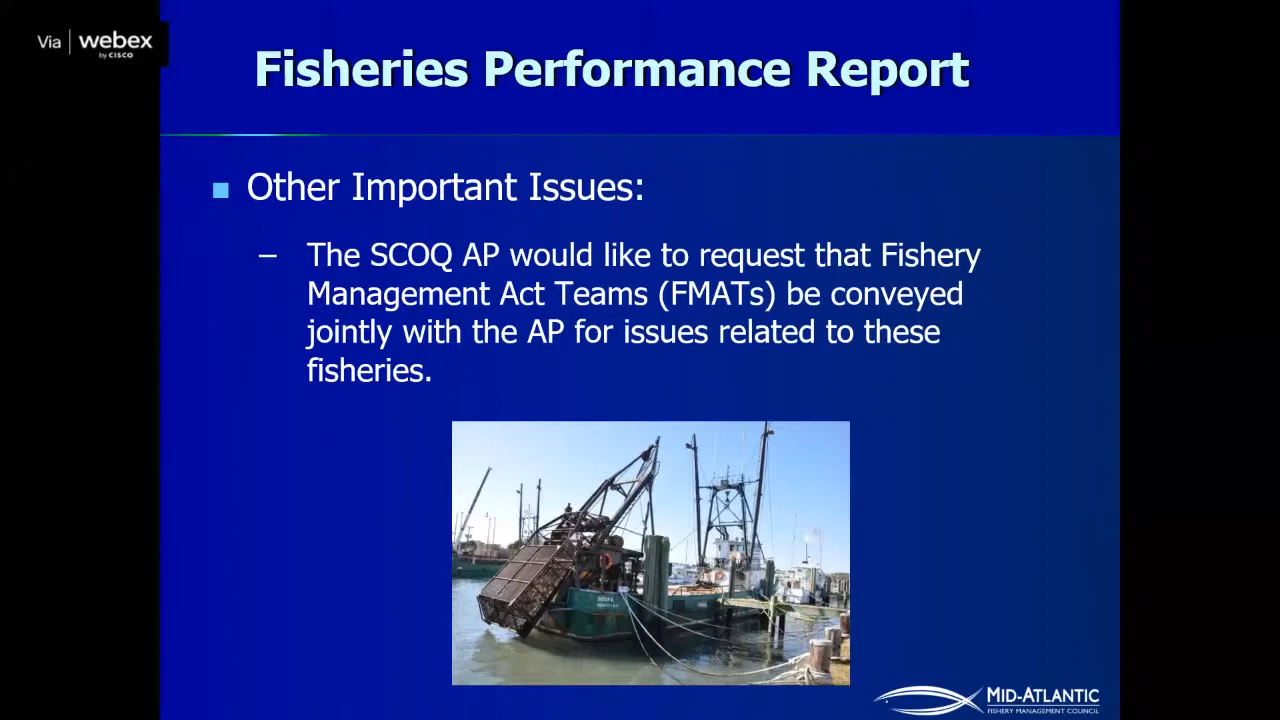 Via webex
by CISCO
Fisheries Performance Report
Other Important Issues:
– The SCOQ AP would like to request that Fishery
Management Act Teams (FMATs) be conveyed
jointly with the AP for issues related to these
fisheries.
MID-ATLANTIC
FISHERY MANAGEMENT COUNCIL